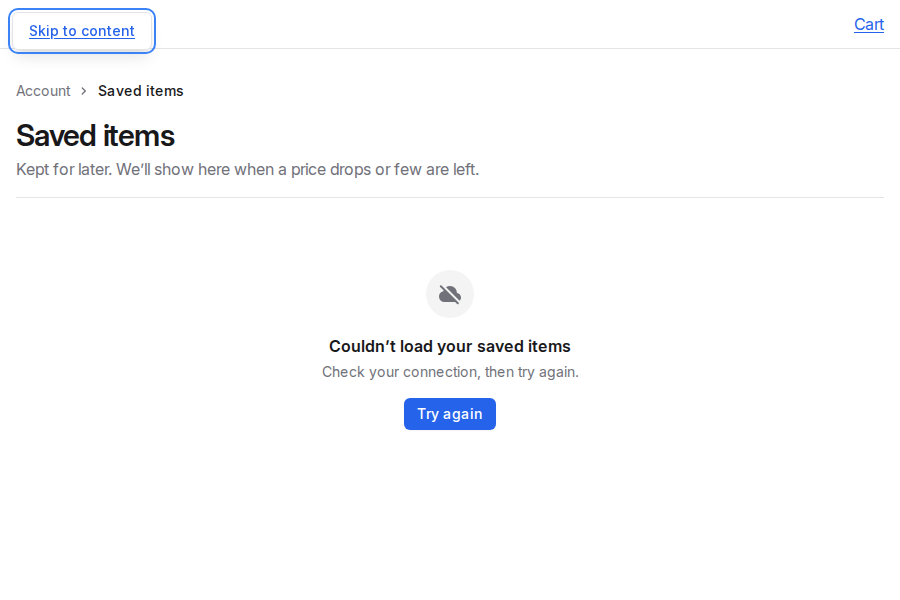 Skip to content
Cart
Account
Saved items
Saved items
Kept for later. We’ll show here when a price drops or few are left.
Couldn’t load your saved items
Check your connection, then try again.
Try again